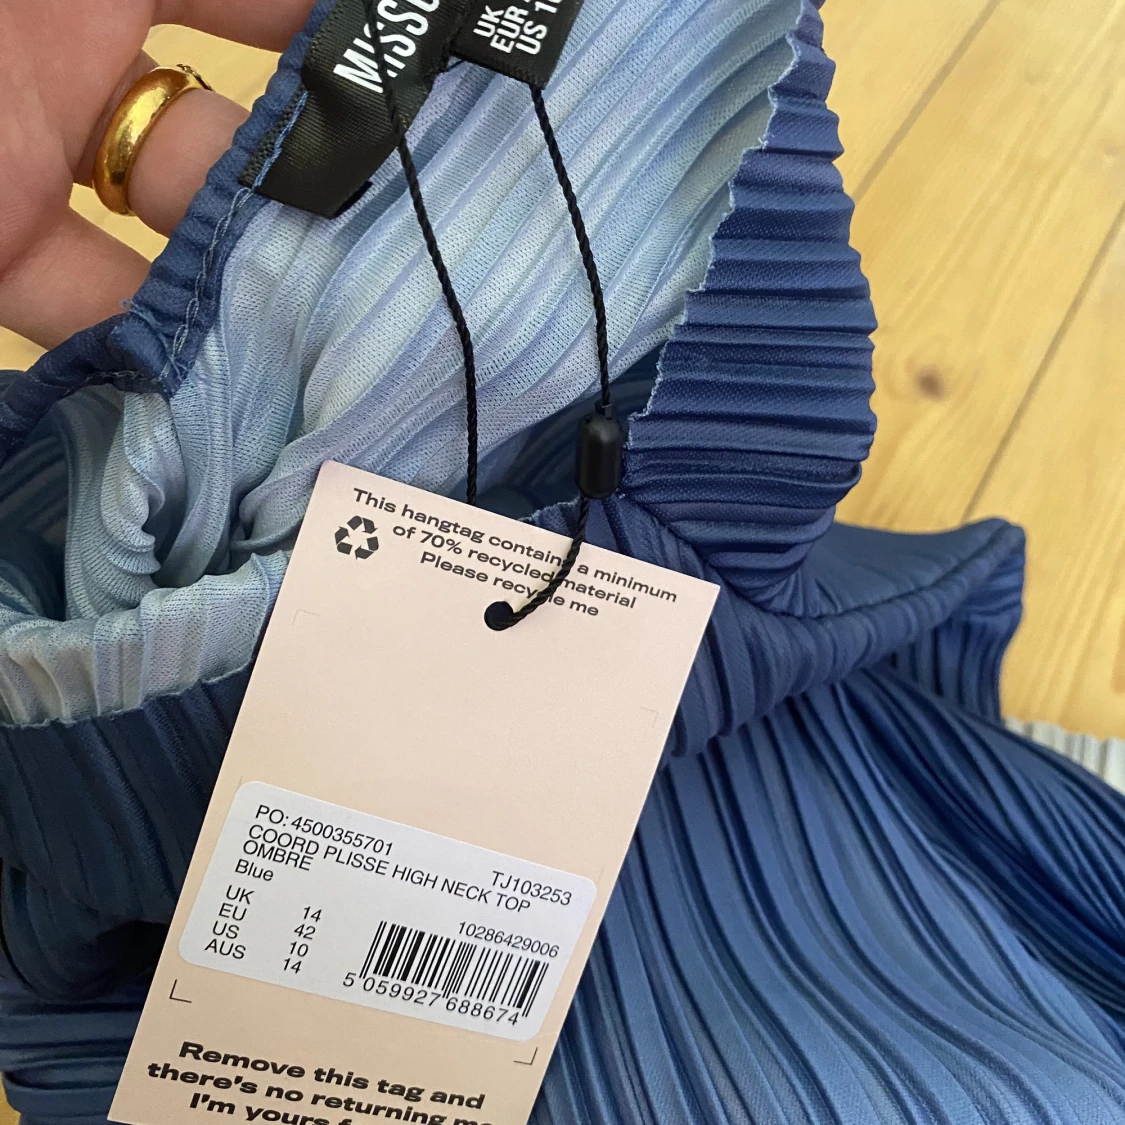 UK
EUR
US
This hangtag contains a minimum
of 70% recycled material
Please recycle me
PO: 4500355701
TJ103253
COORD PLISSE HIGH NECK TOP
OMBRE
Blue
10286429006
UK 14
EU 42
US 10
AUS 14
5 059927 688674
Remove this tag and
there's no returning me
I'm yours